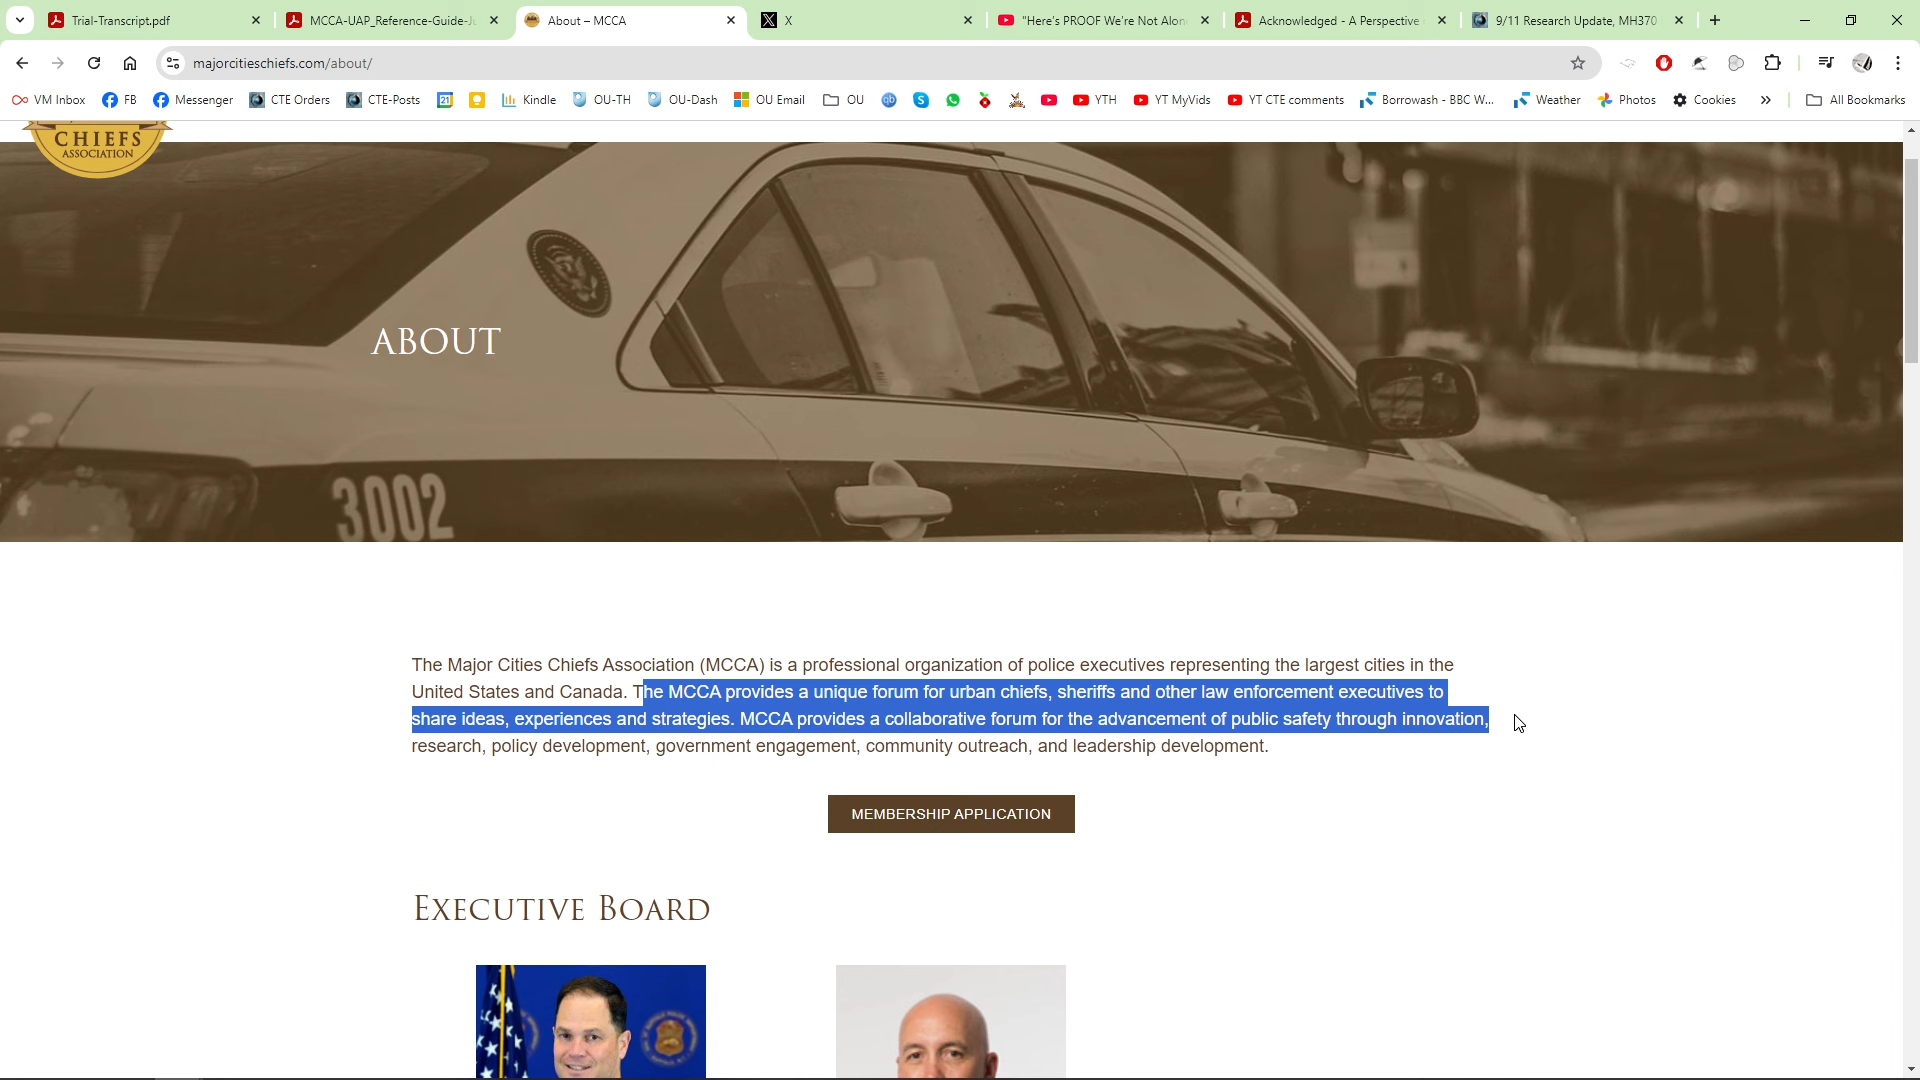 Trial-Transcript.pdf
MCCA-UAP_Reference-Guide-Ju
About – MCCA
X
"Here's PROOF We're Not Alon
Acknowledged - A Perspective
9/11 Research Update, MH370
majorcitieschiefs.com/about/
VM Inbox
FB
Messenger
CTE Orders
CTE-Posts
21
Kindle
OU-TH
OU-Dash
OU Email
OU
qb
YTH
YT MyVids
YT CTE comments
Borrowash - BBC W...
Weather
Photos
Cookies
»
All Bookmarks
CHIEFS
ASSOCIATION
ABOUT
3002
The Major Cities Chiefs Association (MCCA) is a professional organization of police executives representing the largest cities in the
United States and Canada. The MCCA provides a unique forum for urban chiefs, sheriffs and other law enforcement executives to
share ideas, experiences and strategies. MCCA provides a collaborative forum for the advancement of public safety through innovation,
research, policy development, government engagement, community outreach, and leadership development.
MEMBERSHIP APPLICATION
EXECUTIVE BOARD